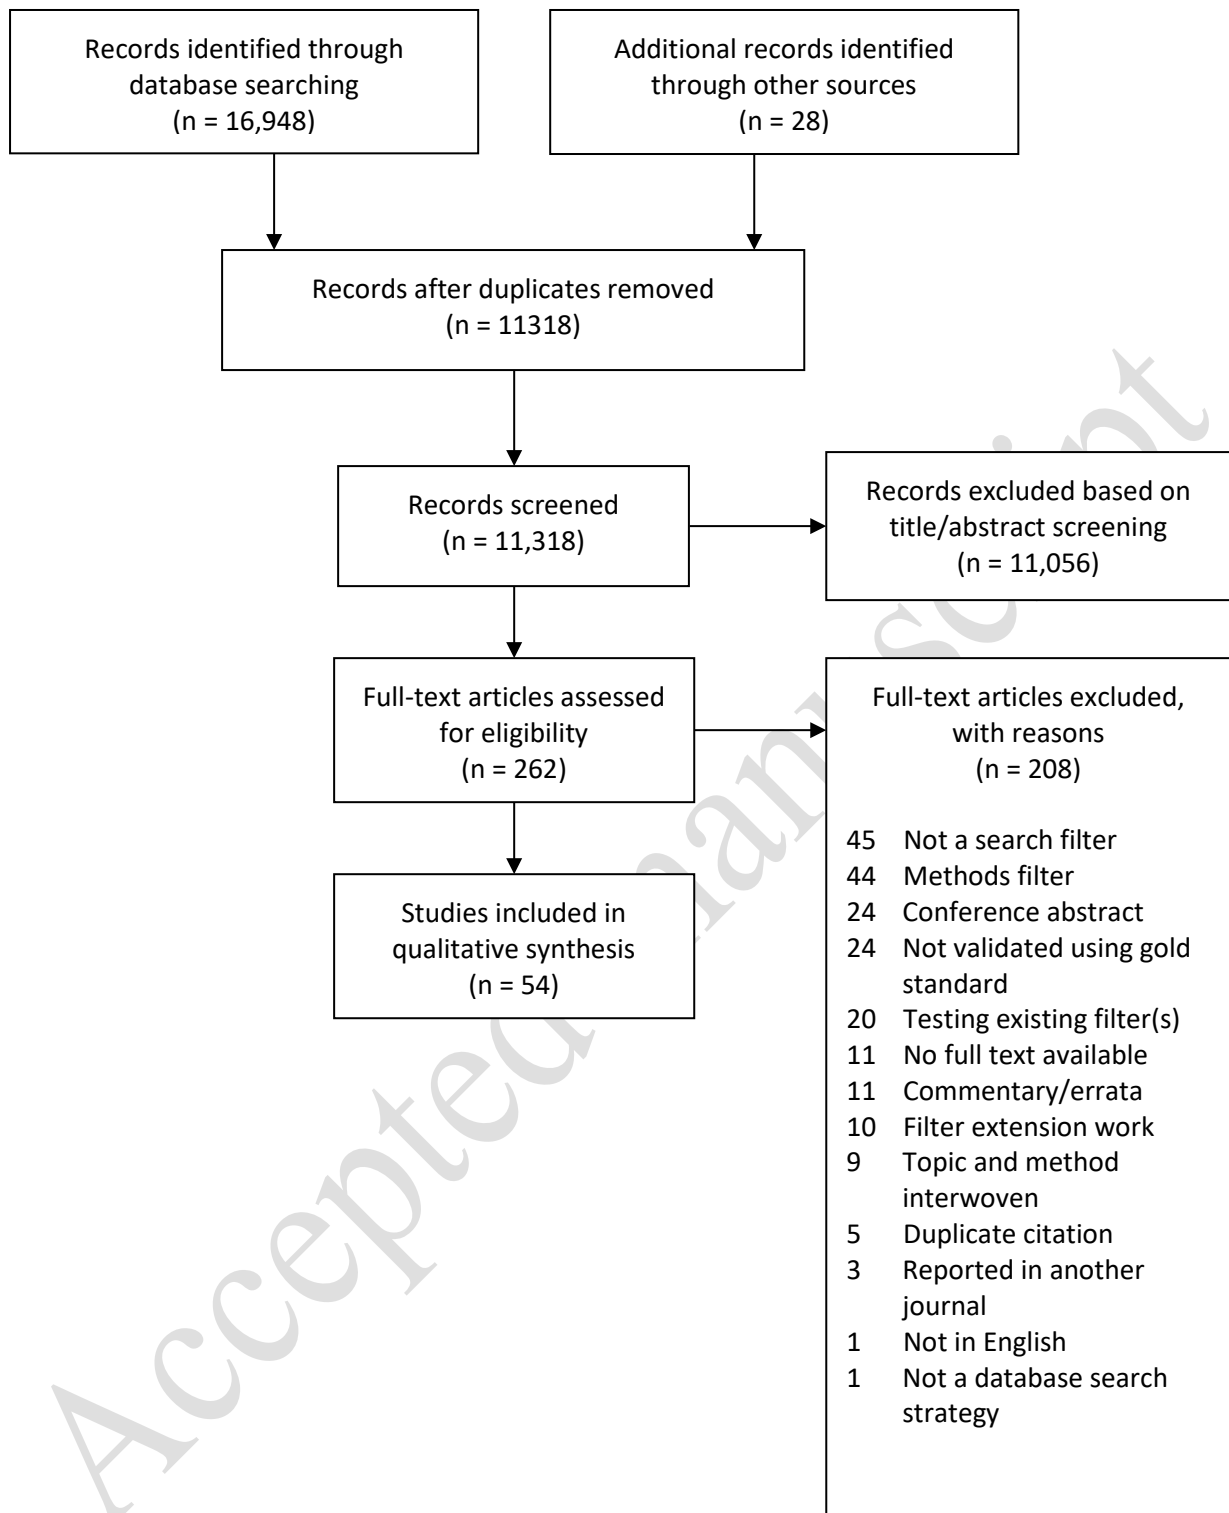 Records identified through
database searching
(n = 16,948)
Additional records identified
through other sources
(n = 28)
Records after duplicates removed
(n = 11318)
Records screened
(n = 11,318)
Records excluded based on
title/abstract screening
(n = 11,056)
Full-text articles assessed
for eligibility
(n = 262)
Full-text articles excluded,
with reasons
(n = 208)
45 Not a search filter
44 Methods filter
24 Conference abstract
24 Not validated using gold
standard
20 Testing existing filter(s)
11 No full text available
11 Commentary/errata
10 Filter extension work
9 Topic and method
interwoven
5 Duplicate citation
3 Reported in another
journal
1 Not in English
1 Not a database search
strategy
Studies included in
qualitative synthesis
(n = 54)
Accepted manuscript